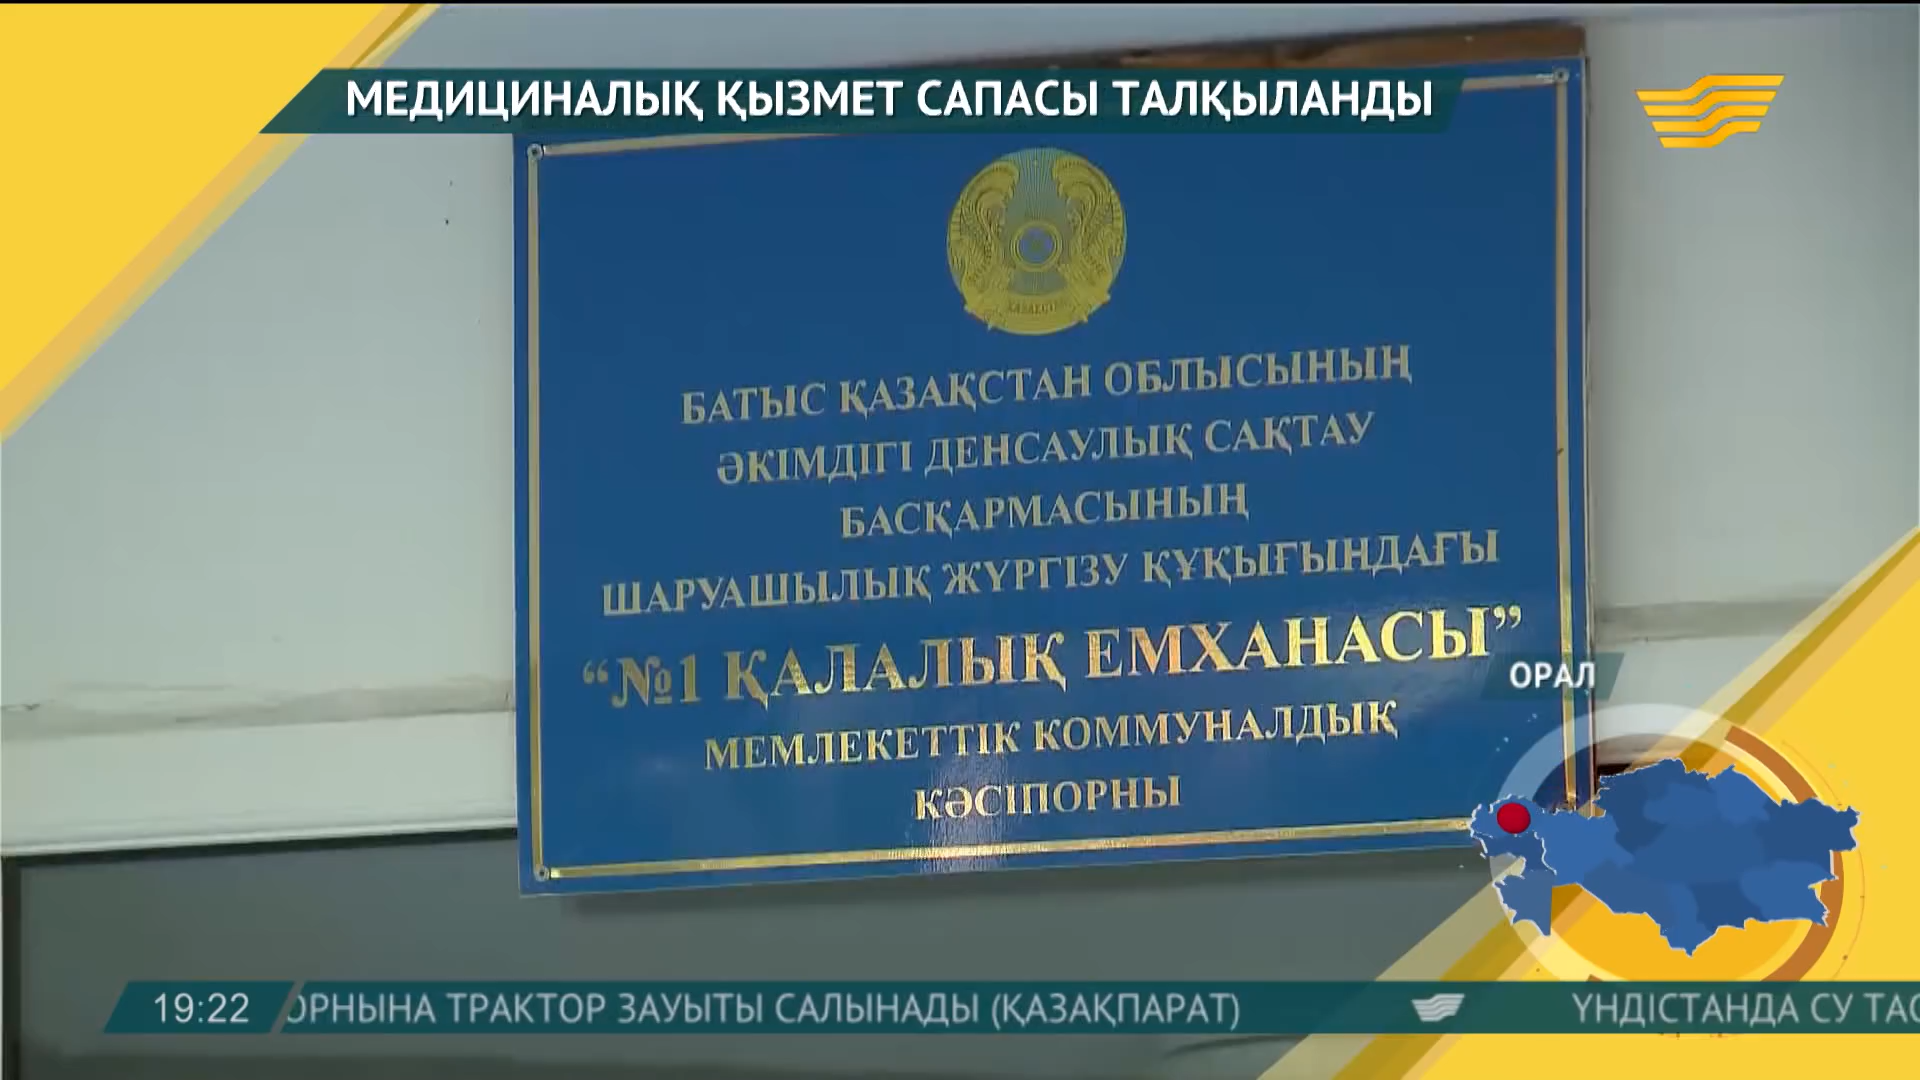 МЕДИЦИНАЛЫҚ ҚЫЗМЕТ САПАСЫ ТАЛҚЫЛАНДЫ
БАТЫС ҚАЗАҚСТАН ОБЛЫСЫНЫҢ
ӘКІМДІГІ ДЕНСАУЛЫҚ САҚТАУ
БАСҚАРМАСЫНЫҢ
ШАРУАШЫЛЫҚ ЖҮРГІЗУ ҚҰҚЫҒЫНДАҒЫ
“№1 ҚАЛАЛЫҚ ЕМХАНАСЫ”
МЕМЛЕКЕТТІК КОММУНАЛДЫҚ
КӘСІПОРНЫ
ОРАЛ
19:22 ОРНЫНА ТРАКТОР ЗАУЫТЫ САЛЫНАДЫ (ҚАЗАҚПАРАТ) ҮНДІСТАНДА СУ ТАС